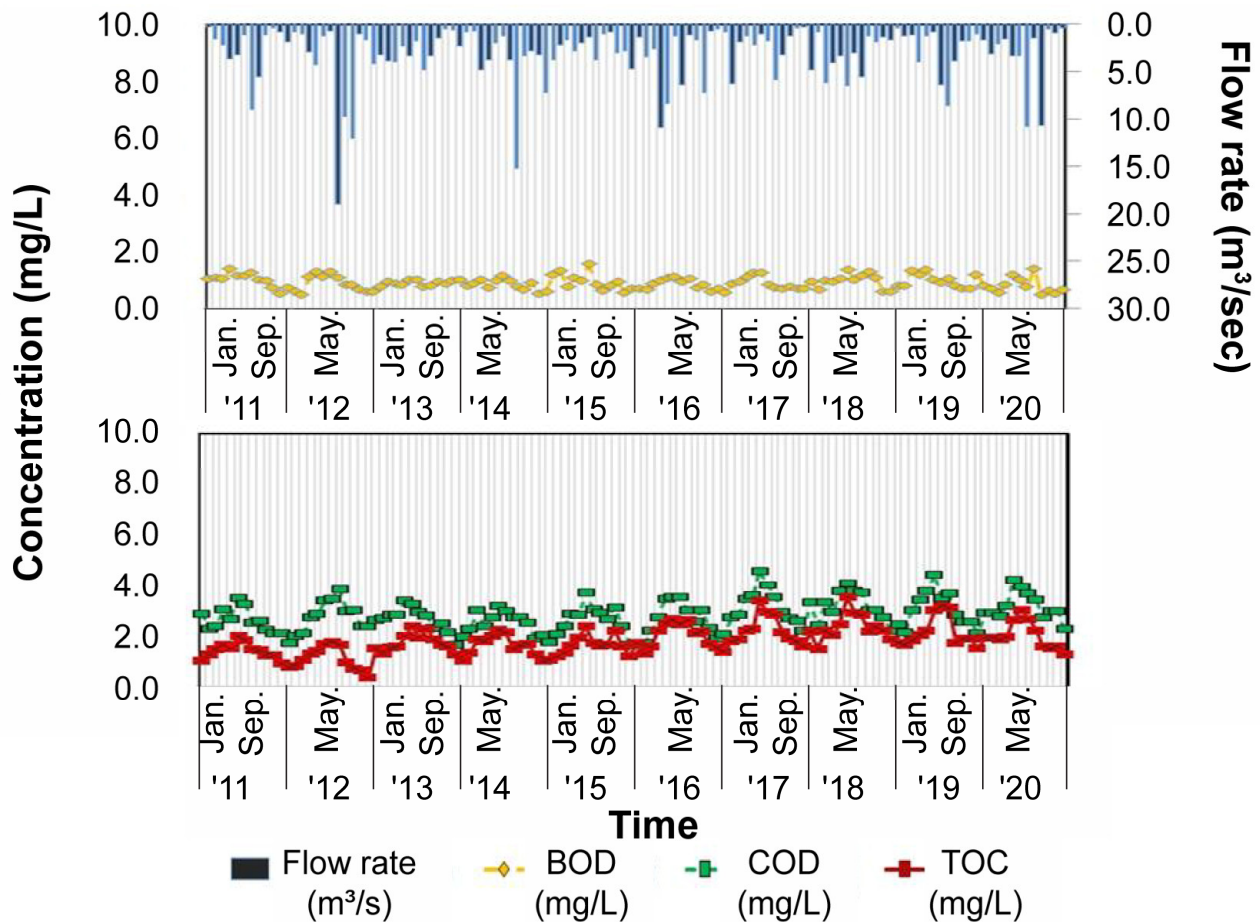 Concentration (mg/L)
10.0
8.0
6.0
4.0
2.0
0.0
0.0
5.0
10.0
15.0
20.0
25.0
30.0
Flow rate (m³/sec)
Jan. Sep. May. Jan. Sep. May. Jan. Sep. May. Jan. Sep. May. Jan. Sep. May.
'11 '12 '13 '14 '15 '16 '17 '18 '19 '20
10.0
8.0
6.0
4.0
2.0
0.0
Jan. Sep. May. Jan. Sep. May. Jan. Sep. May. Jan. Sep. May. Jan. Sep. May.
'11 '12 '13 '14 '15 '16 '17 '18 '19 '20
Time
Flow rate BOD COD TOC
(m³/s) (mg/L) (mg/L) (mg/L)